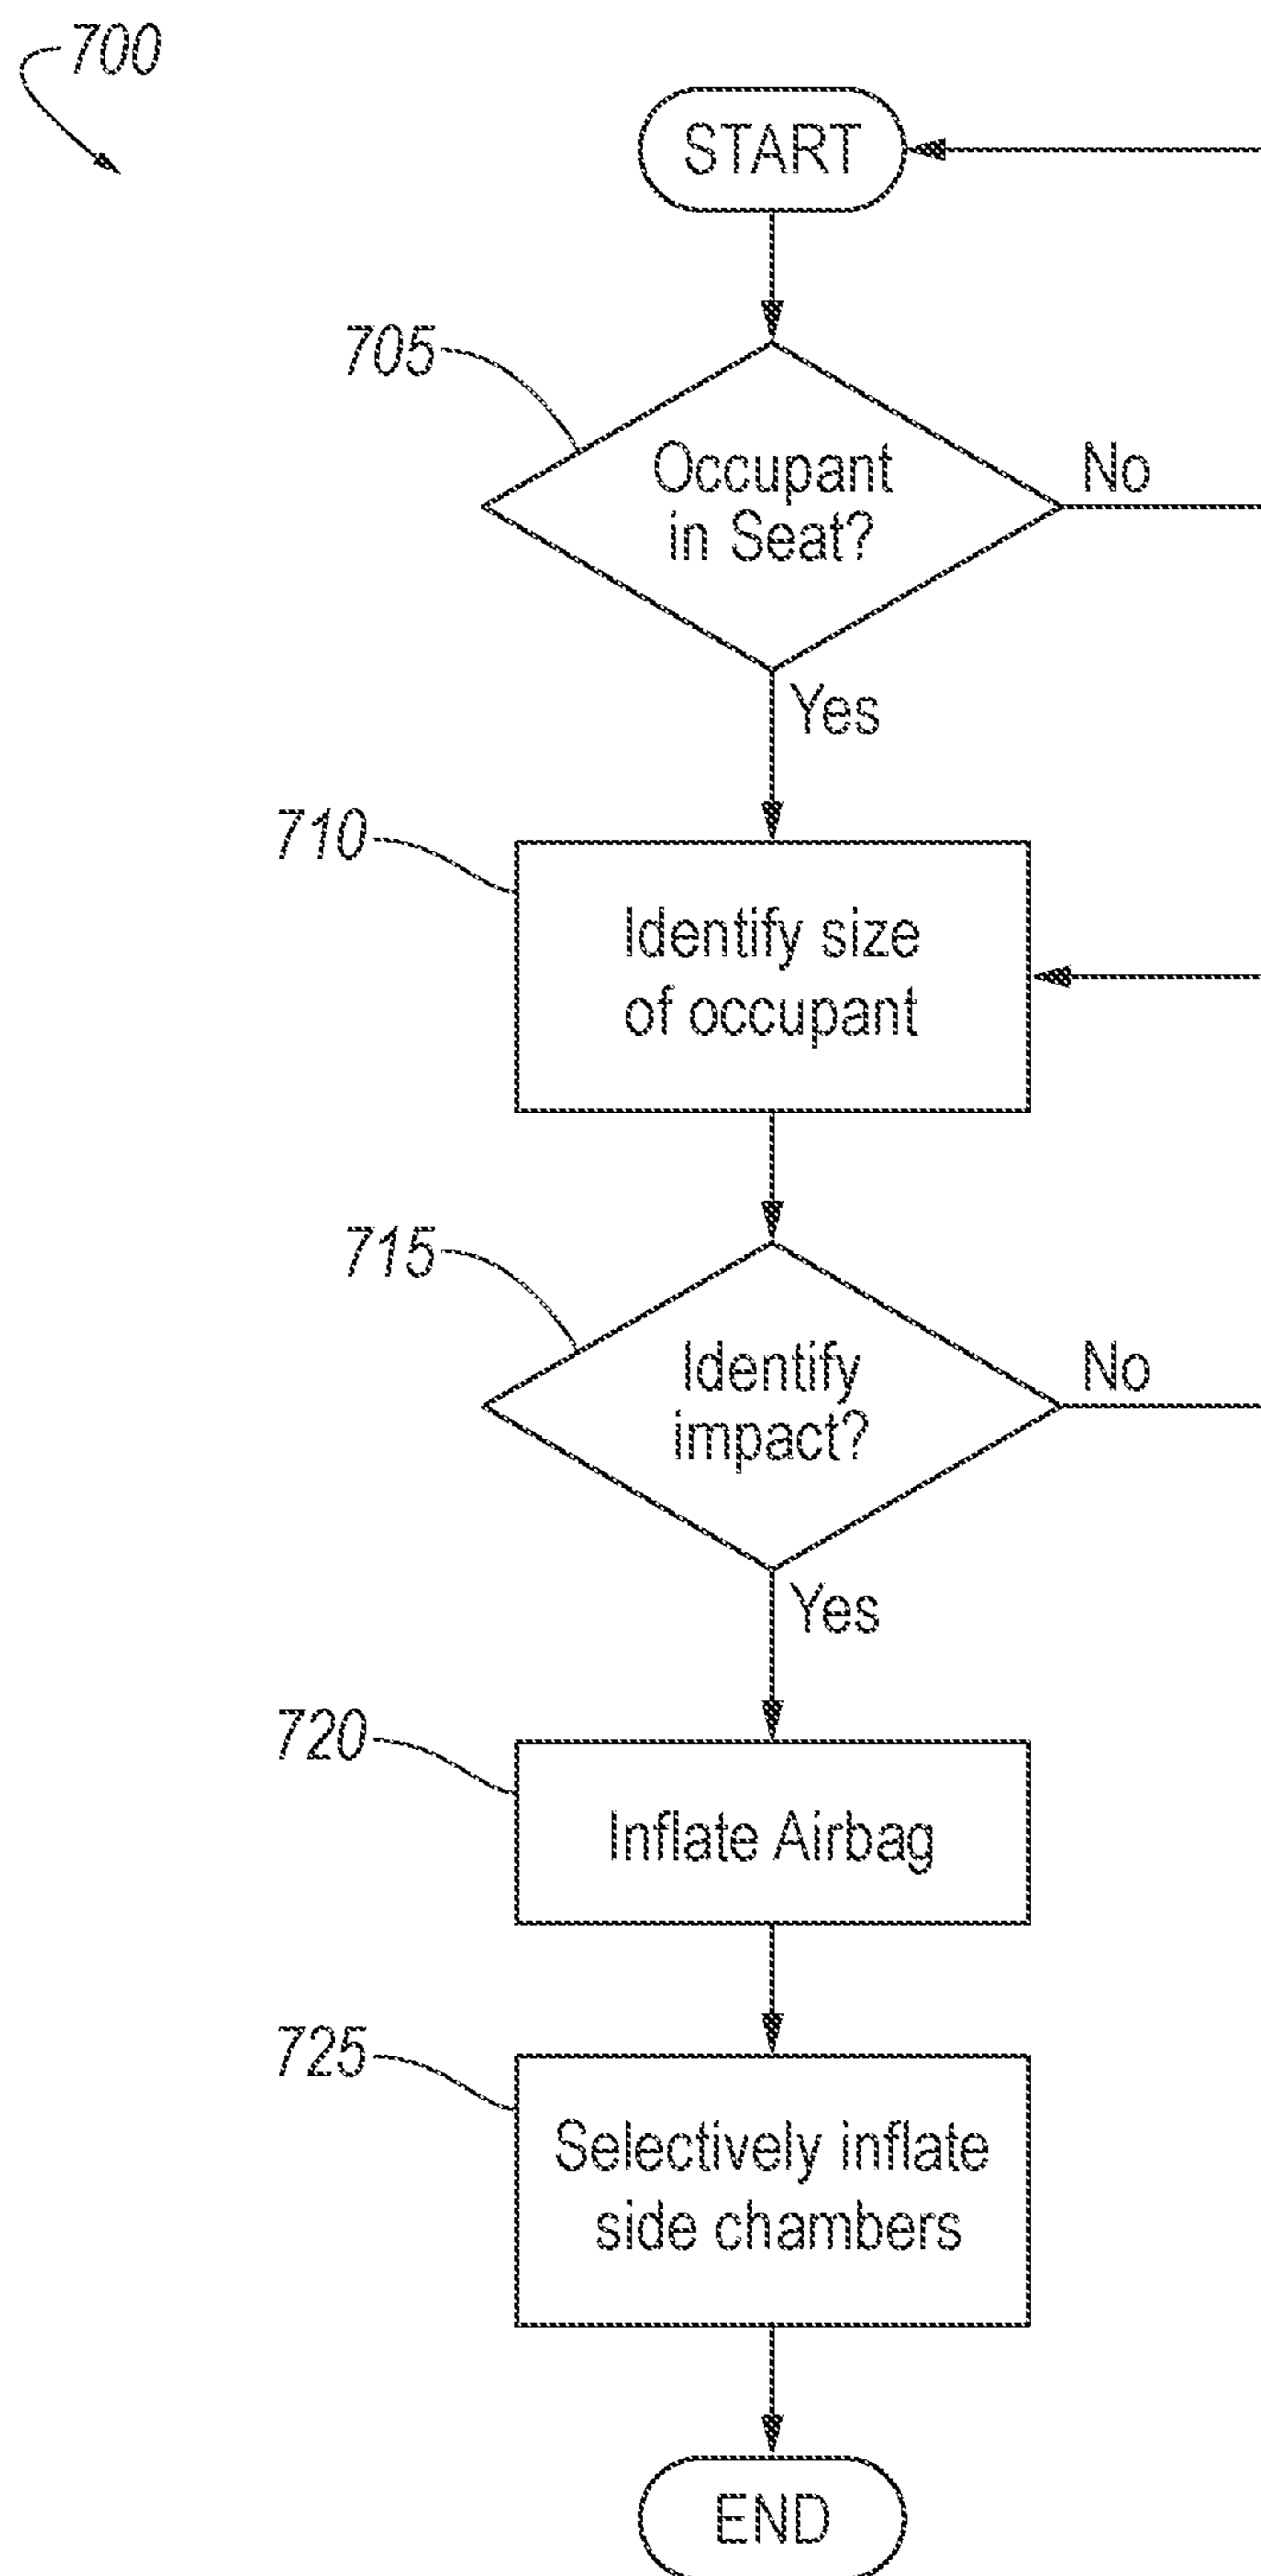 700
START
705
Occupant
in Seat?
No
Yes
710
Identify size
of occupant
715
Identify
impact?
No
Yes
720
Inflate Airbag
725
Selectively inflate
side chambers
END